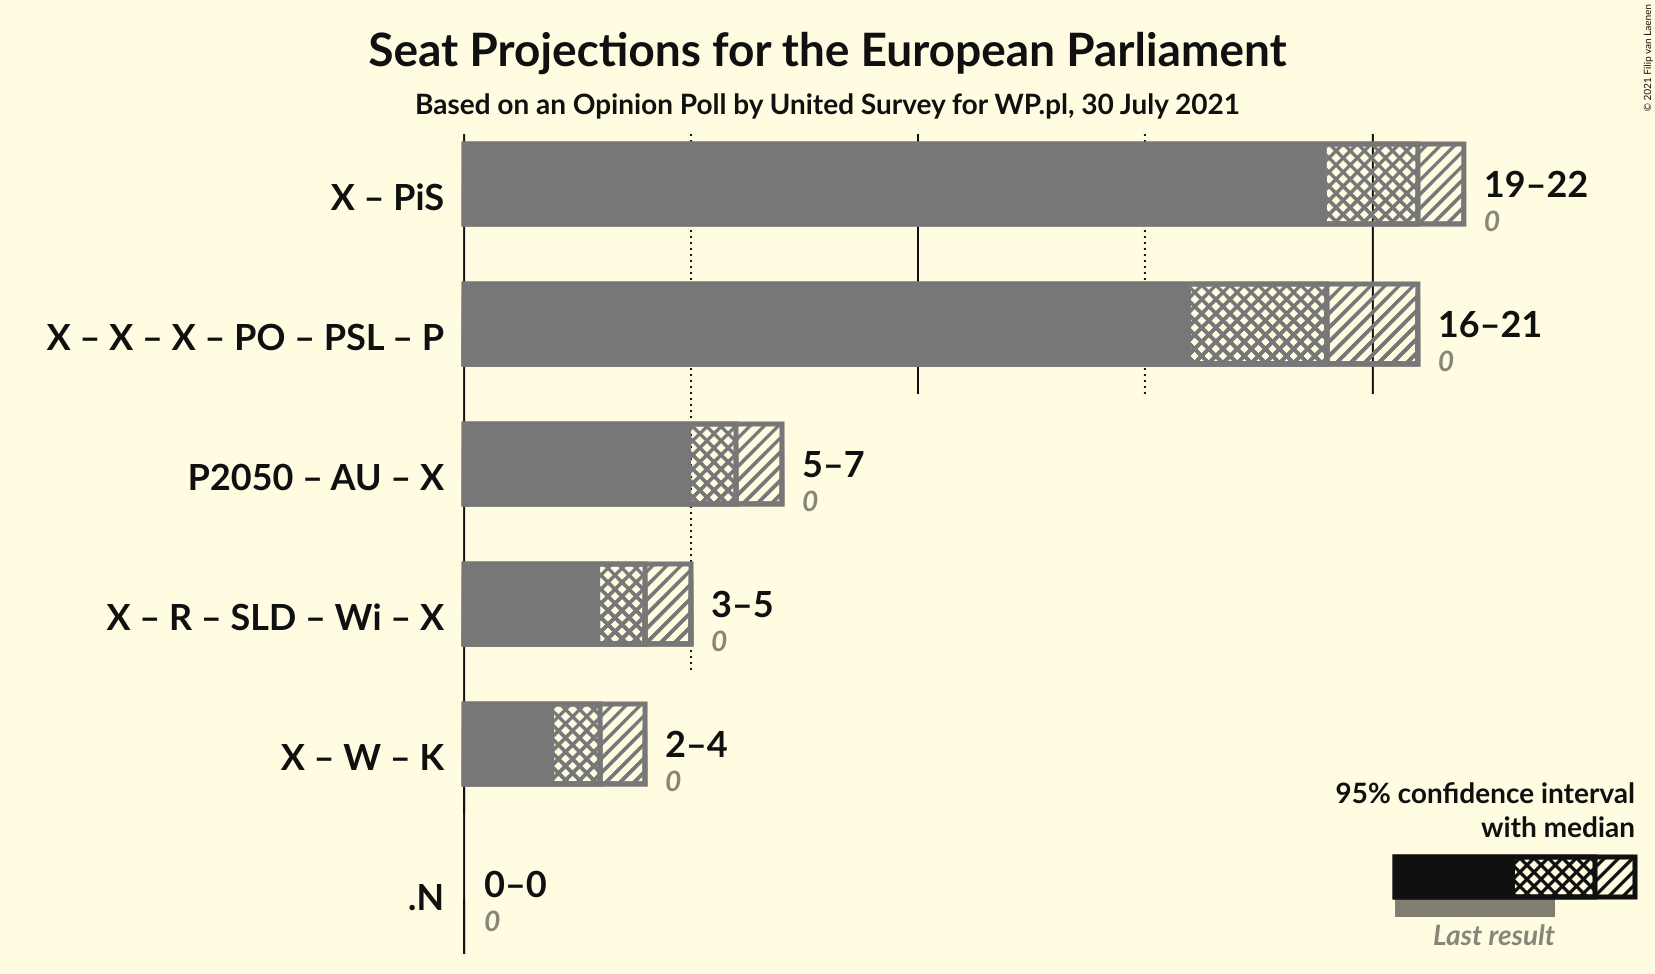 Seat Projections for the European Parliament
Based on an Opinion Poll by United Survey for WP.pl, 30 July 2021
© 2021 Filip van Laenen
X – PiS
19–22
0
X – X – X – PO – PSL – P
16–21
0
P2050 – AU – X
5–7
0
X – R – SLD – Wi – X
3–5
0
X – W – K
2–4
0
.N
0–0
0
95% confidence interval
with median
Last result